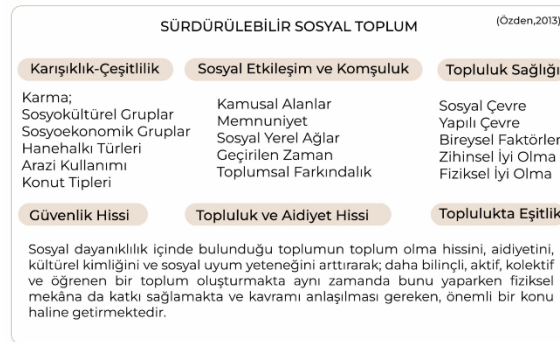 SÜRDÜRÜLEBİLİR SOSYAL TOPLUM
(Özden,2013)
Karışıklık-Çeşitlilik
Karma;
Sosyokültürel Gruplar
Sosyoekonomik Gruplar
Hanehalkı Türleri
Arazi Kullanımı
Konut Tipleri
Sosyal Etkileşim ve Komşuluk
Kamusal Alanlar
Memnuniyet
Sosyal Yerel Ağlar
Geçirilen Zaman
Toplumsal Farkındalık
Topluluk Sağlığı
Sosyal Çevre
Yapılı Çevre
Bireysel Faktörler
Zihinsel İyi Olma
Fiziksel İyi Olma
Güvenlik Hissi
Topluluk ve Aidiyet Hissi
Toplulukta Eşitlik
Sosyal dayanıklılık içinde bulunduğu toplumun toplum olma hissini, aidiyetini,
kültürel kimliğini ve sosyal uyum yeteneğini arttırarak; daha bilinçli, aktif, kolektif
ve öğrenen bir toplum oluşturmakta aynı zamanda bunu yaparken fiziksel
mekâna da katkı sağlamakta ve kavramı anlaşılması gereken, önemli bir konu
haline getirmektedir.